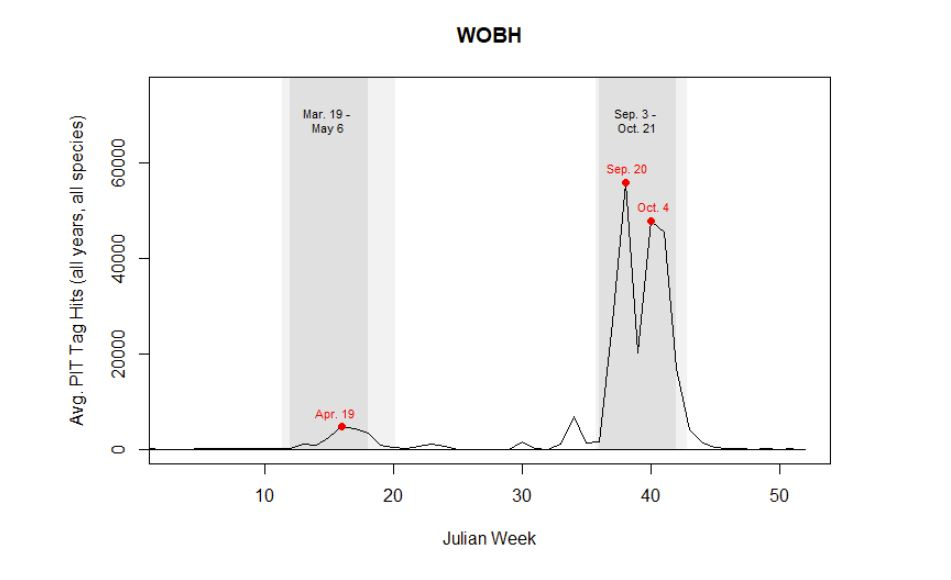 WOBH
Mar. 19 -
May 6
Sep. 3 -
Oct. 21
Sep. 20
Oct. 4
Apr. 19
Avg. PIT Tag Hits (all years, all species)
60000
40000
20000
0
10 20 30 40 50
Julian Week